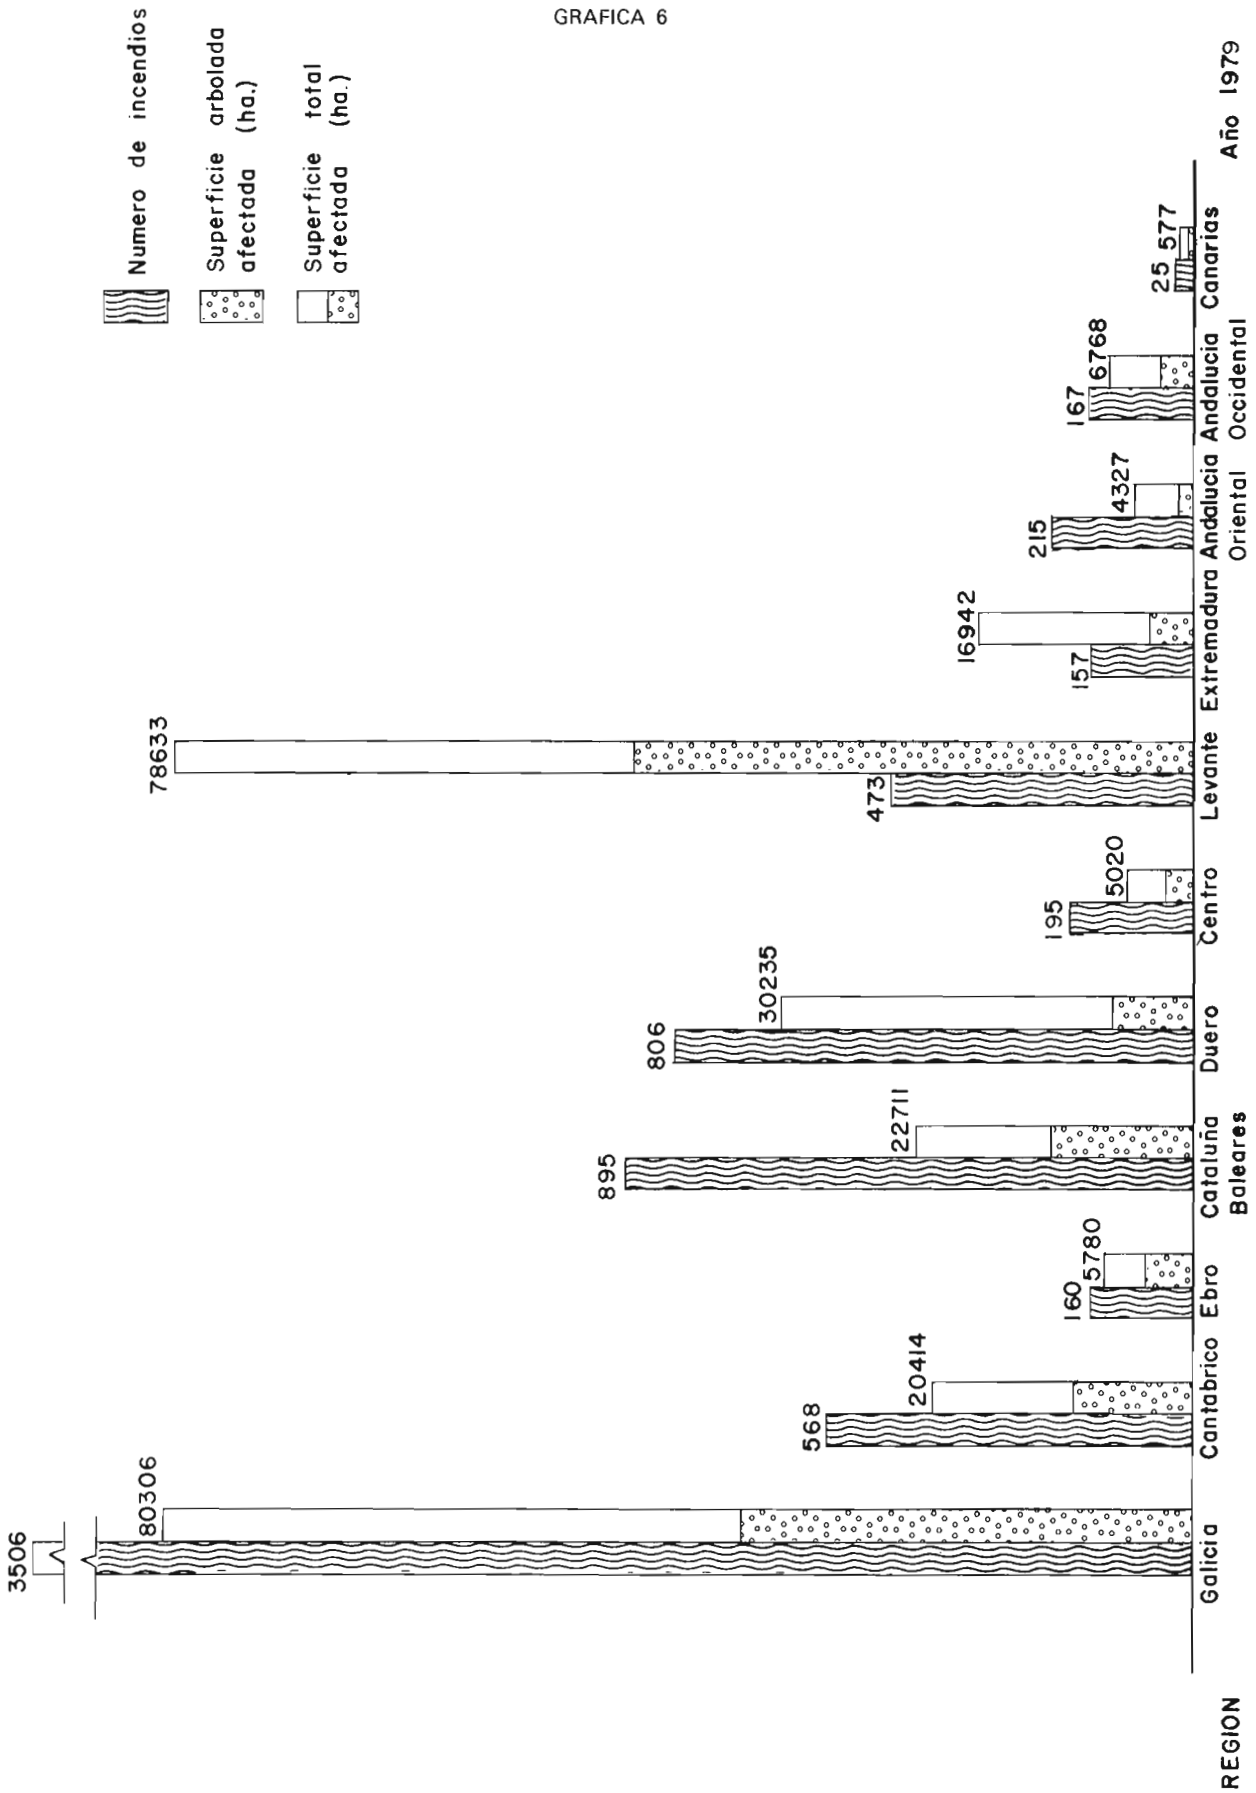 GRAFICA 6
Numero de incendios
Superficie arbolada
afectada (ha.)
Superficie total
afectada (ha.)
3506
80306
568
20414
160
5780
895
22711
806
30235
195
5020
473
78633
157
16942
215
4327
167
6768
25
577
Galicia
Cantabrico
Ebro
Cataluña
Baleares
Duero
Centro
Levante
Extremadura
Andalucia
Oriental
Andalucia
Occidental
Canarias
REGION
Año 1979